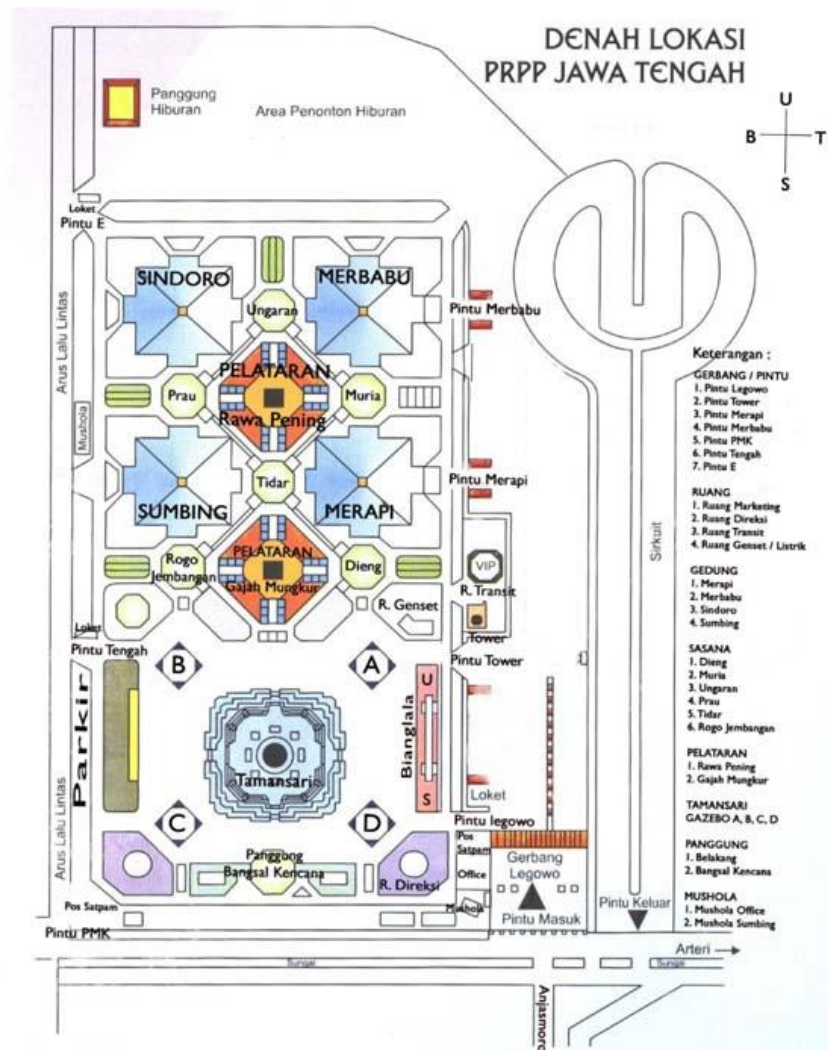 DENAH LOKASI
PRPP JAWA TENGAH
U
B
T
S
Panggung
Hiburan
Area Penonton Hiburan
Loket
Pintu E
SINDORO
MERBABU
Ungaran
Pintu Merbabu
Arus Lalu Lintas
PELATARAN
Prau
Muria
Rawa Pening
Mushola
Tidar
Pintu Merapi
SUMBING
MERAPI
PELATARAN
Rogo
Jembangan
Dieng
Gajah Mungkur
VIP
R. Transit
R. Genset
Tower
Loket
Pintu Tengah
B
A
Pintu Tower
Parkir
U
Bianglala
S
Tamansari
Loket
C
D
Pintu legowo
Arus Lalu Lintas
Panggung
Bangsal Kencana
R. Direksi
Pos
Satpam
Office
Gerbang
Legowo
Pos Satpam
Mushola
Pintu Masuk
Pintu Keluar
Pintu PMK
Arteri
Sungai
Sungai
Anjasmoro
Sirkuit
Keterangan :
GERBANG / PINTU
1. Pintu Legowo
2. Pintu Tower
3. Pintu Merapi
4. Pintu Merbabu
5. Pintu PMK
6. Pintu Tengah
7. Pintu E
RUANG
1. Ruang Marketing
2. Ruang Direksi
3. Ruang Transit
4. Ruang Genset / Listrik
GEDUNG
1. Merapi
2. Merbabu
3. Sindoro
4. Sumbing
SASANA
1. Dieng
2. Muria
3. Ungaran
4. Prau
5. Tidar
6. Rogo Jembangan
PELATARAN
1. Rawa Pening
2. Gajah Mungkur
TAMANSARI
GAZEBO A, B, C, D
PANGGUNG
1. Belakang
2. Bangsal Kencana
MUSHOLA
1. Mushola Office
2. Mushola Sumbing